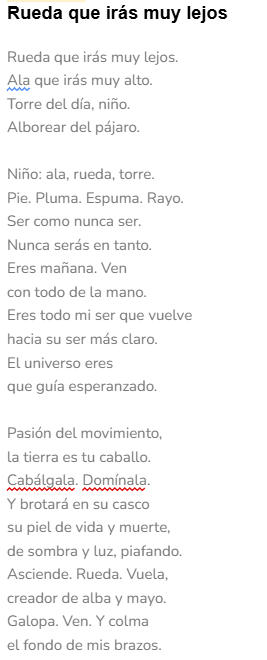 Rueda que irás muy lejos
Rueda que irás muy lejos.
Ala que irás muy alto.
Torre del día, niño.
Alborear del pájaro.
Niño: ala, rueda, torre.
Pie. Pluma. Espuma. Rayo.
Ser como nunca ser.
Nunca serás en tanto.
Eres mañana. Ven
con todo de la mano.
Eres todo mi ser que vuelve
hacia su ser más claro.
El universo eres
que guía esperanzado.
Pasión del movimiento,
la tierra es tu caballo.
Cabálgala. Domínala.
Y brotará en su casco
su piel de vida y muerte,
de sombra y luz, piafando.
Asciende. Rueda. Vuela,
creador de alba y mayo.
Galopa. Ven. Y colma
el fondo de mis brazos.